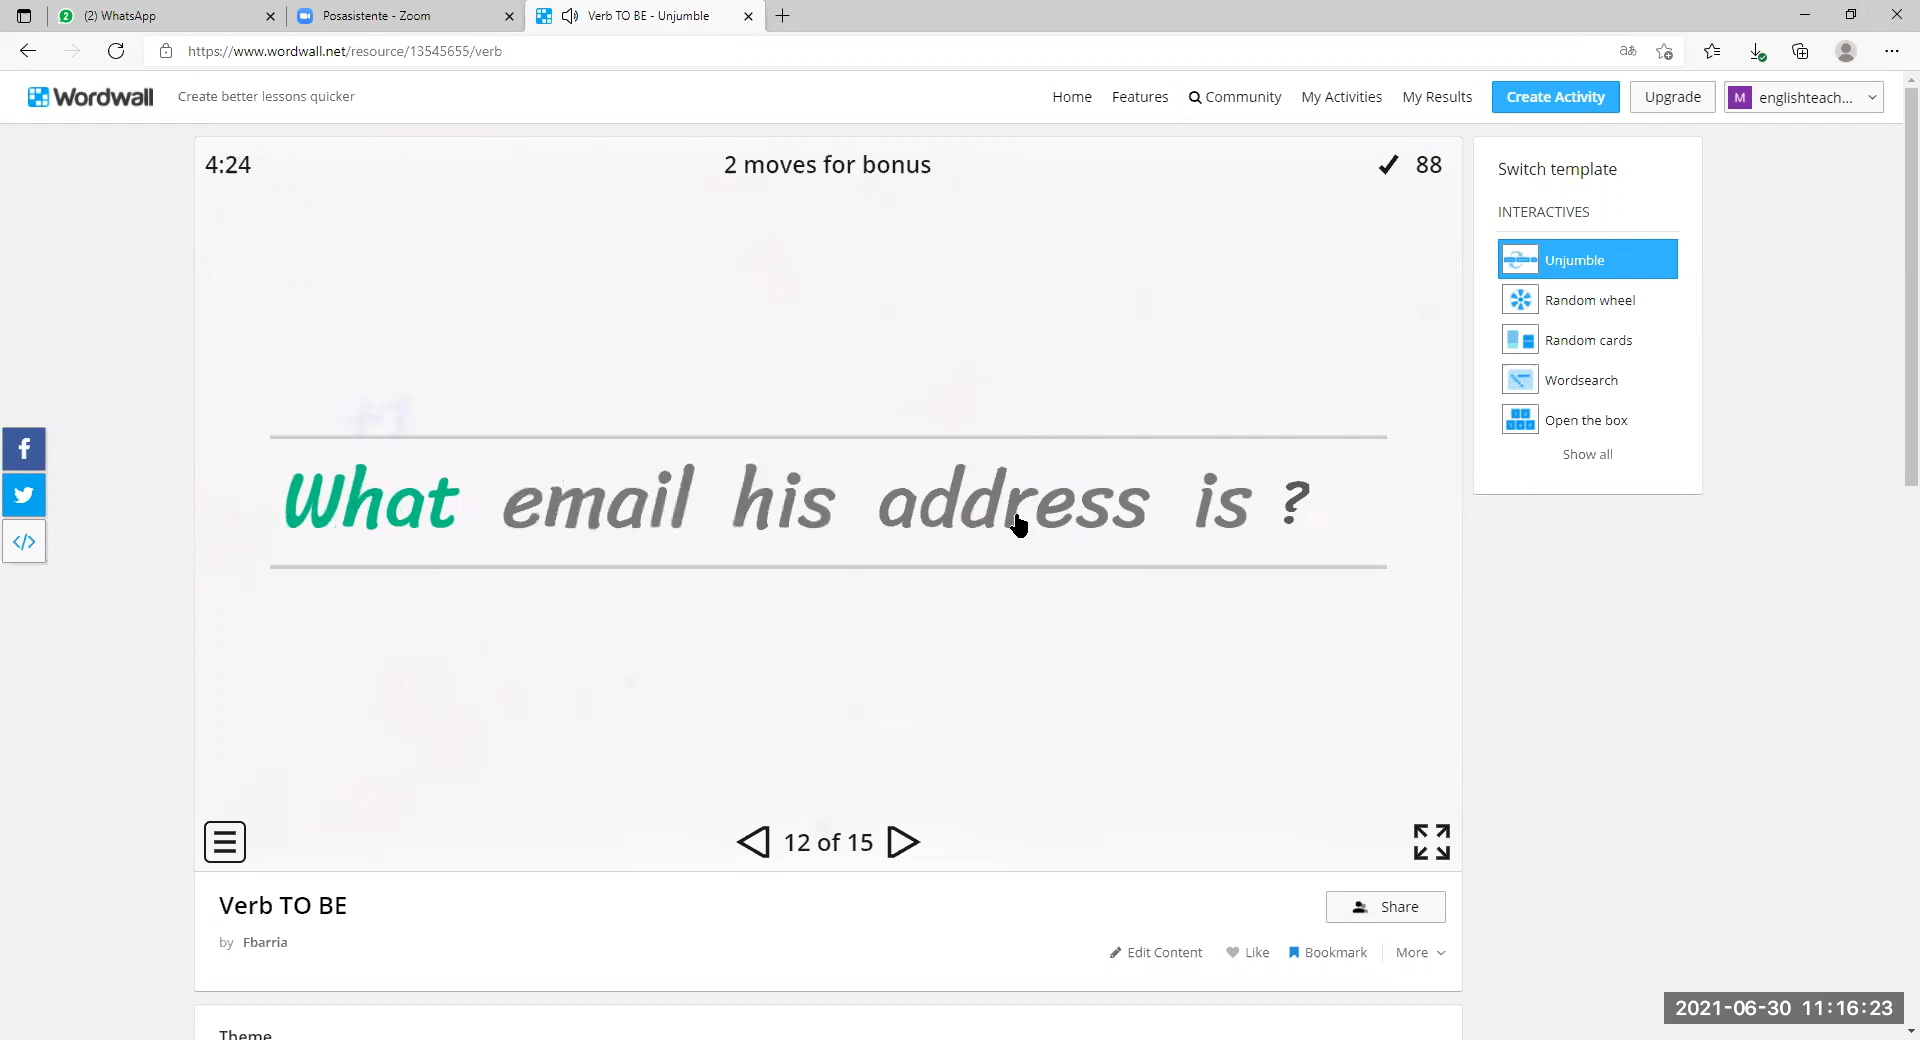 (2) WhatsApp
Posasistente - Zoom
Verb TO BE - Unjumble
https://www.wordwall.net/resource/13545655/verb
Wordwall
Create better lessons quicker
Home
Features
Community
My Activities
My Results
Create Activity
Upgrade
M
englishteach...
4:24
2 moves for bonus
88
Switch template
INTERACTIVES
Unjumble
Random wheel
Random cards
Wordsearch
Open the box
Show all
What email his address is ?
12 of 15
Verb TO BE
by Fbarria
Share
Edit Content
Like
Bookmark
More
Theme
2021-06-30 11:16:23